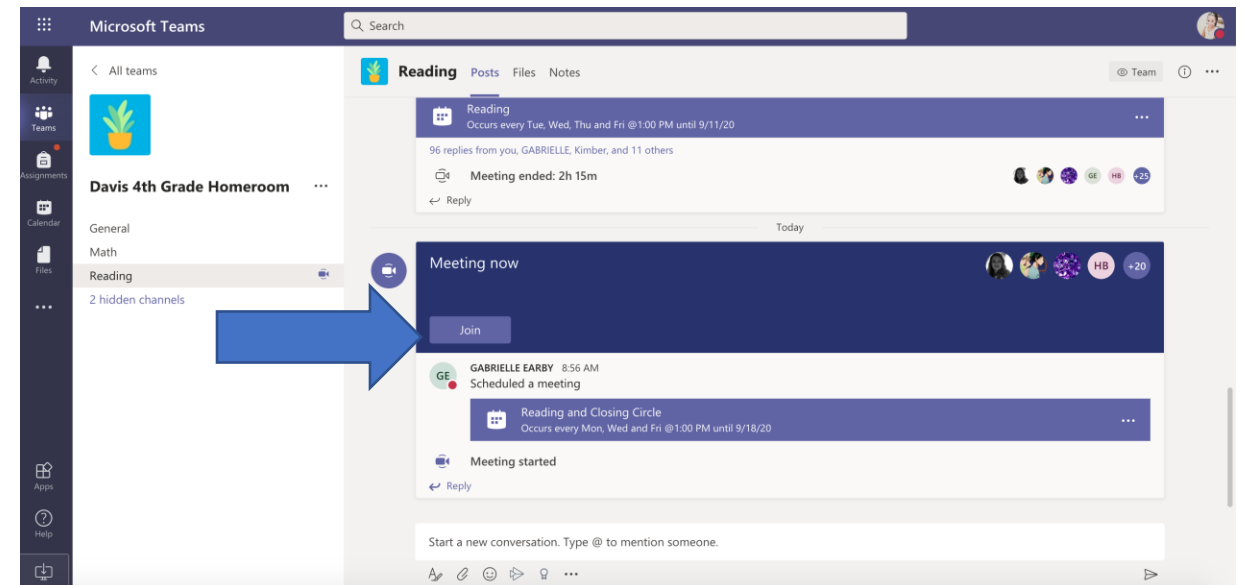 Microsoft Teams
Search
Activity
Teams
Assignments
Calendar
Files
Apps
Help
All teams
Davis 4th Grade Homeroom
General
Math
Reading
2 hidden channels
Reading Posts Files Notes
Team
Reading
Occurs every Tue, Wed, Thu and Fri @1:00 PM until 9/11/20
96 replies from you, GABRIELLE, Kimber, and 11 others
Meeting ended: 2h 15m
GE HB +25
Reply
Today
Meeting now
HB +20
Join
GE
GABRIELLE EARBY 8:56 AM
Scheduled a meeting
Reading and Closing Circle
Occurs every Mon, Wed and Fri @1:00 PM until 9/18/20
Meeting started
Reply
Start a new conversation. Type @ to mention someone.